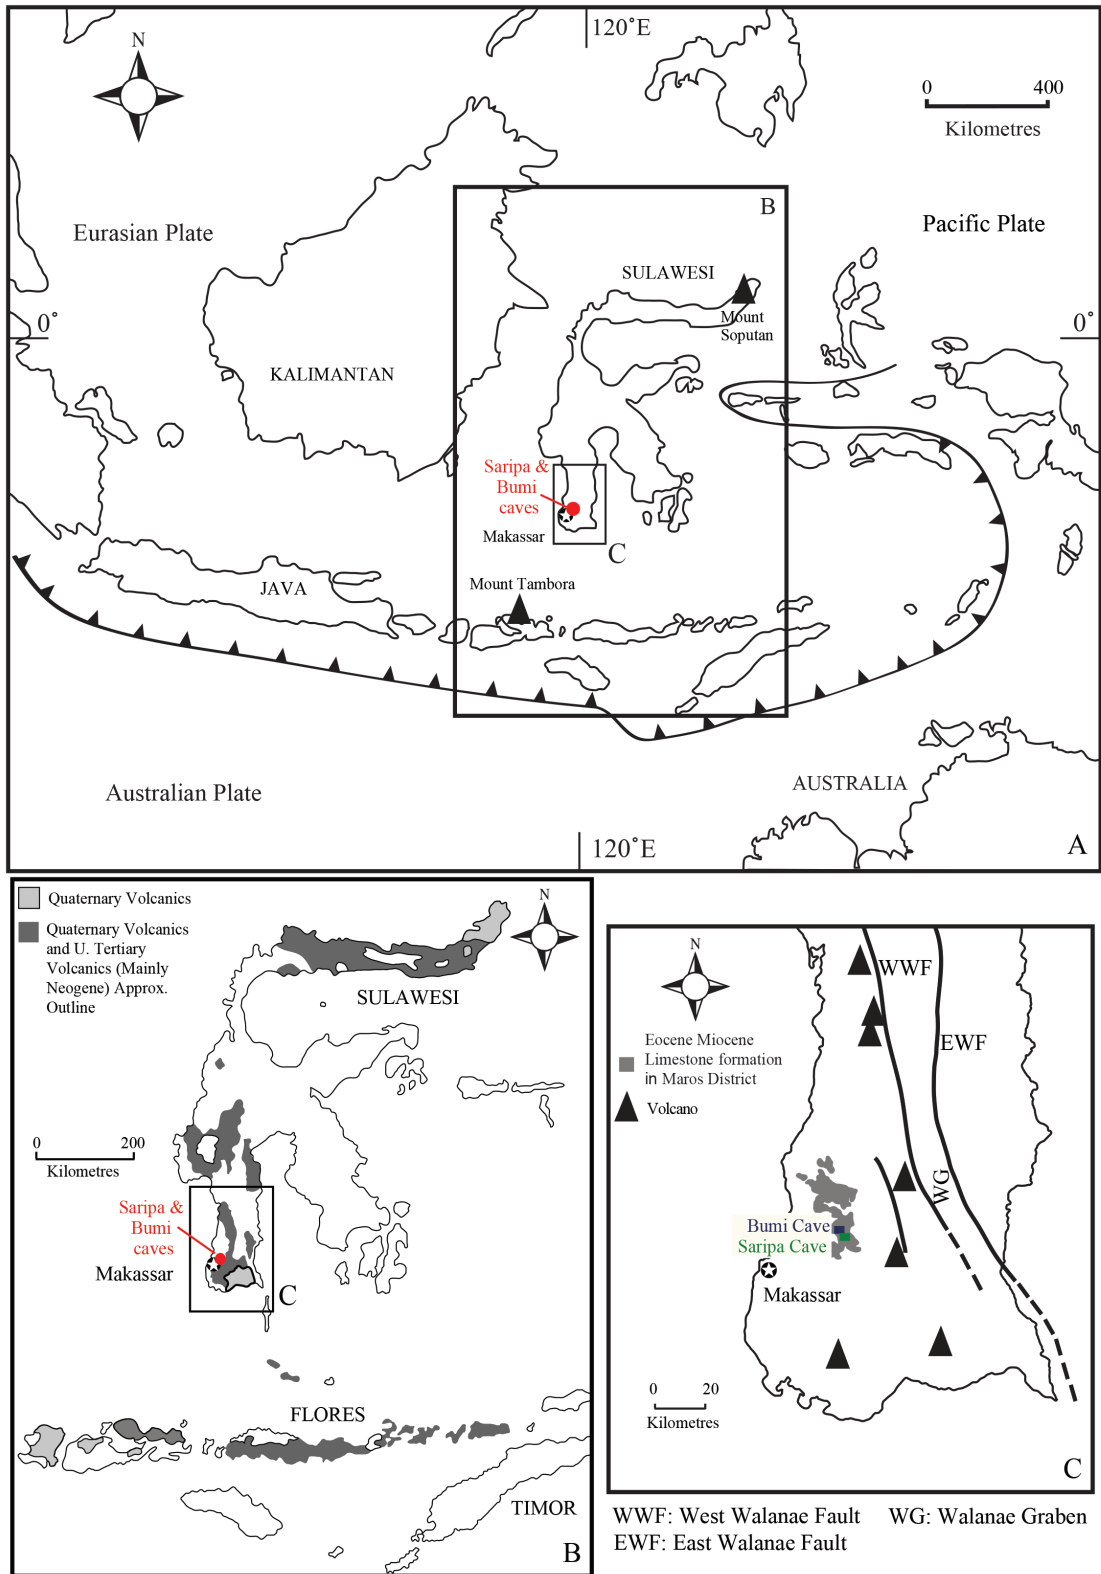 120°E
N
0 400
Kilometres
B
Eurasian Plate
Pacific Plate
SULAWESI
Mount
Soputan
0°
0°
KALIMANTAN
Saripa &
Bumi
caves
Makassar
C
Mount Tambora
JAVA
Australian Plate
AUSTRALIA
120°E
A
Quaternary Volcanics
Quaternary Volcanics
and U. Tertiary
Volcanics (Mainly
Neogene) Approx.
Outline
N
SULAWESI
0 200
Kilometres
Saripa &
Bumi
caves
Makassar
C
FLORES
TIMOR
B
N
WWF
EWF
Eocene Miocene
Limestone formation
in Maros District
Volcano
WG
Bumi Cave
Saripa Cave
Makassar
0 20
Kilometres
C
WWF: West Walanae Fault WG: Walanae Graben
EWF: East Walanae Fault